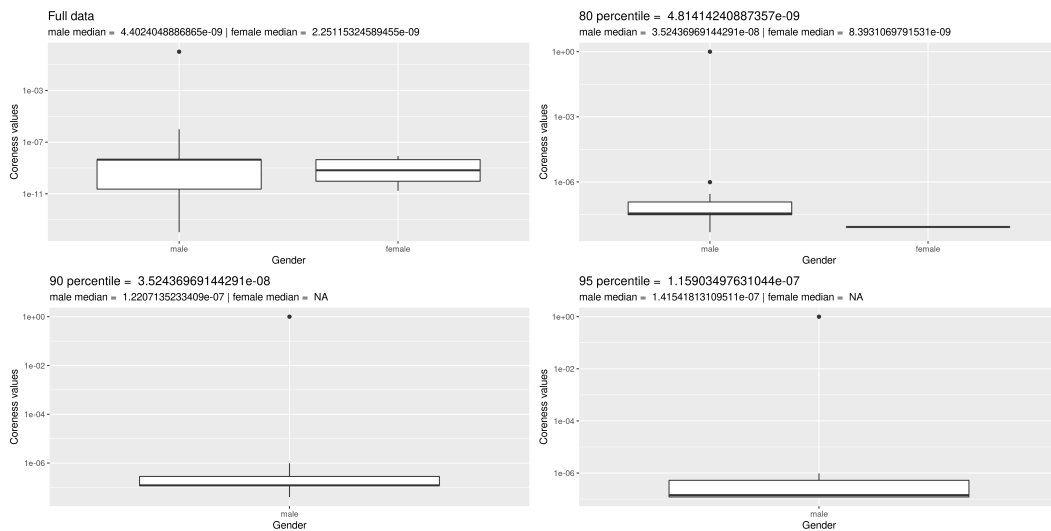 Full data
male median = 4.4024048886865e-09 | female median = 2.25115324589455e-09
Coreness values
1e-03
1e-07
1e-11
male
female
Gender
80 percentile = 4.81414240887357e-09
male median = 3.52436969144291e-08 | female median = 8.3931069791531e-09
Coreness values
1e+00
1e-03
1e-06
male
female
Gender
90 percentile = 3.52436969144291e-08
male median = 1.2207135233409e-07 | female median = NA
Coreness values
1e+00
1e-02
1e-04
1e-06
male
Gender
95 percentile = 1.15903497631044e-07
male median = 1.41541813109511e-07 | female median = NA
Coreness values
1e+00
1e-02
1e-04
1e-06
male
Gender